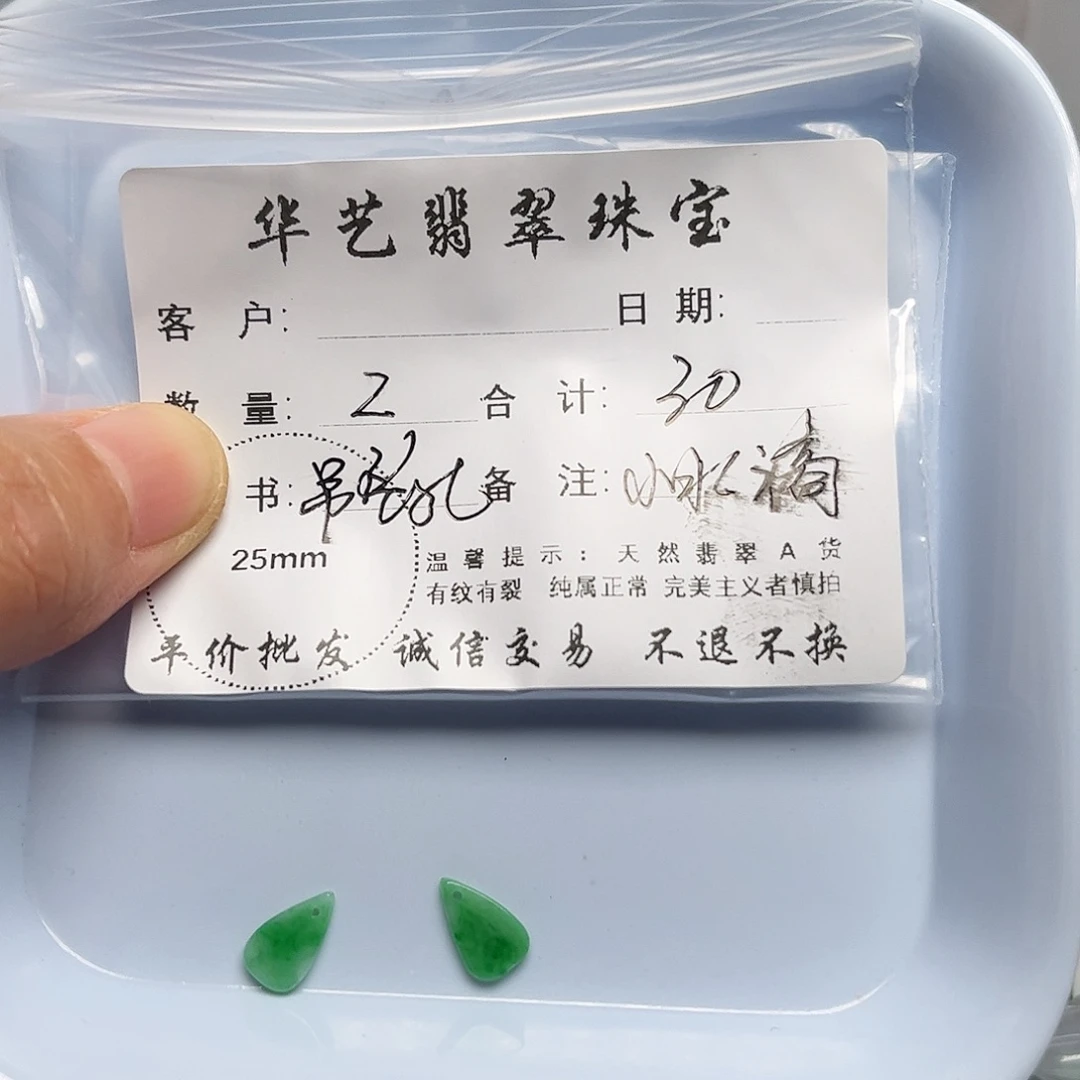 华艺翡翠珠宝
客 户: 日 期:
数 量: 2 合 计: 30
书: 吊 孔 备 注: 小水滴
25mm
温馨提示：天然翡翠A货
有纹有裂 纯属正常 完美主义者慎拍
平价批发 诚信交易 不退不换